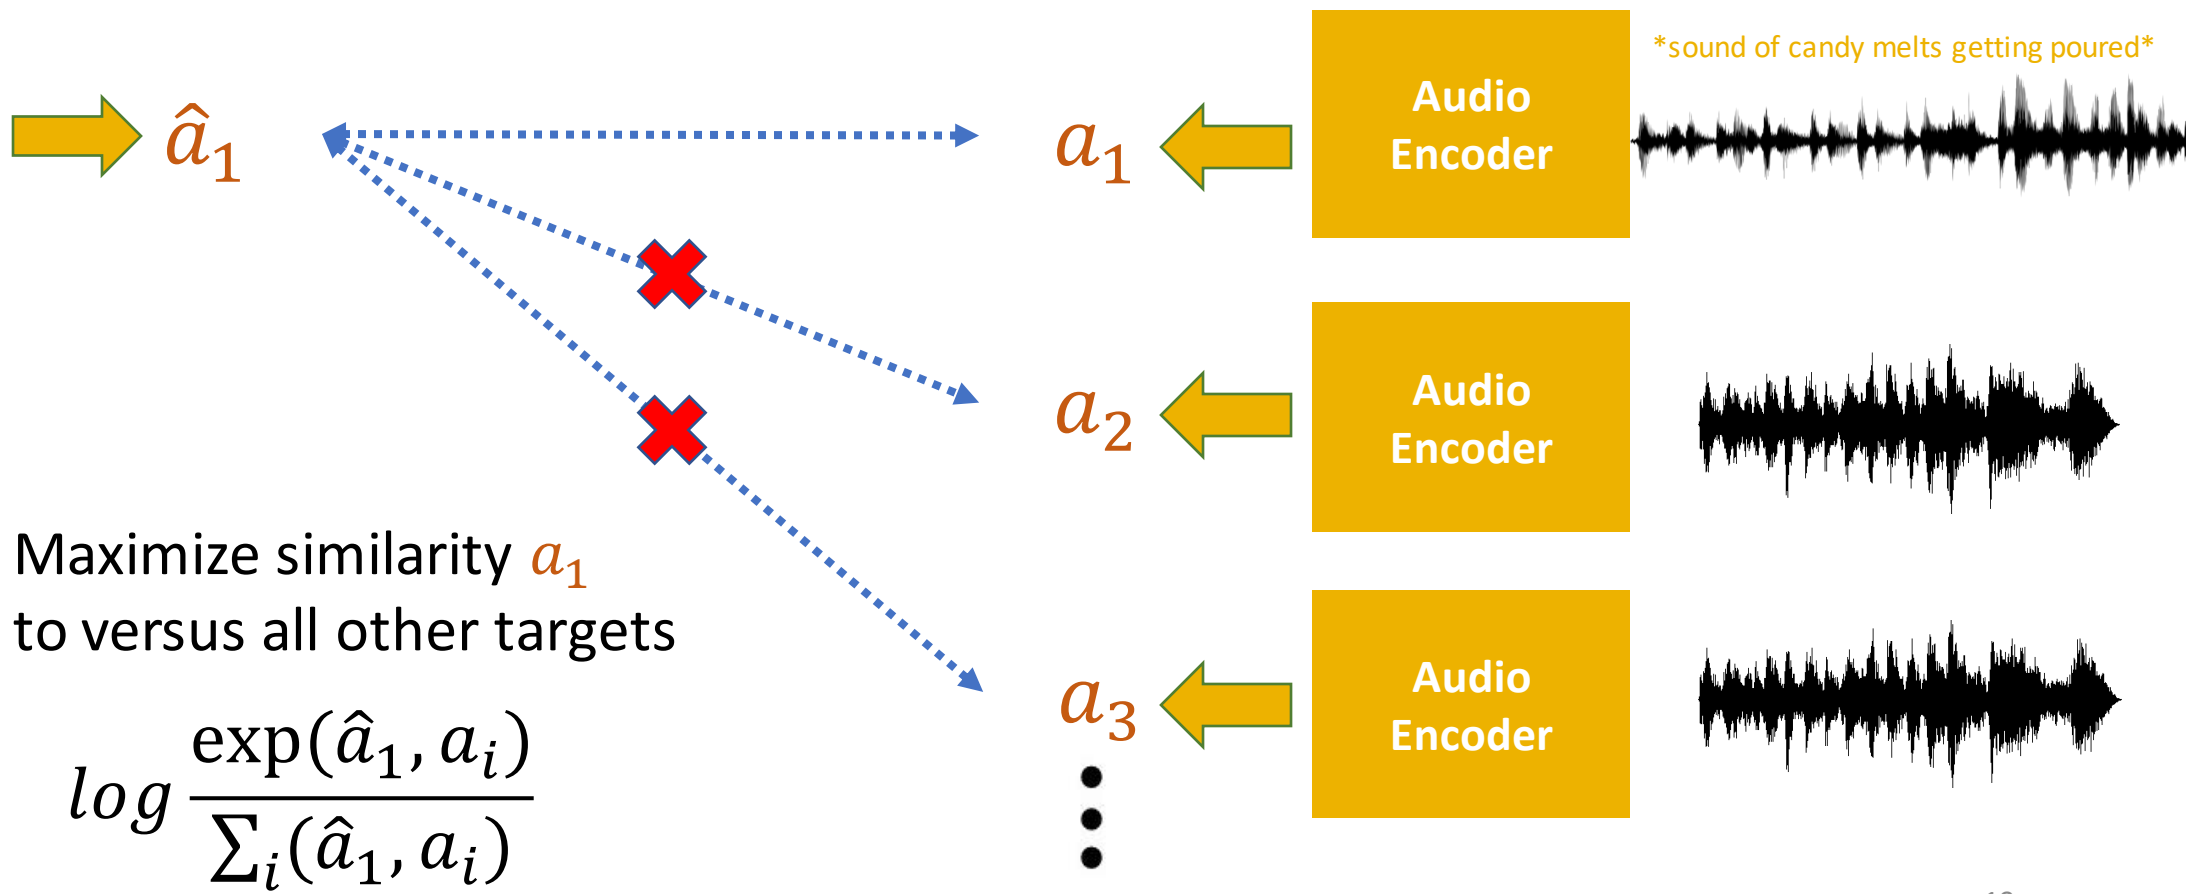 *sound of candy melts getting poured*
Audio
Encoder
â₁
a₁
Audio
Encoder
a₂
Maximize similarity a₁
to versus all other targets
Audio
Encoder
a₃
log exp(â₁, aᵢ) / ∑ᵢ(â₁, aᵢ)